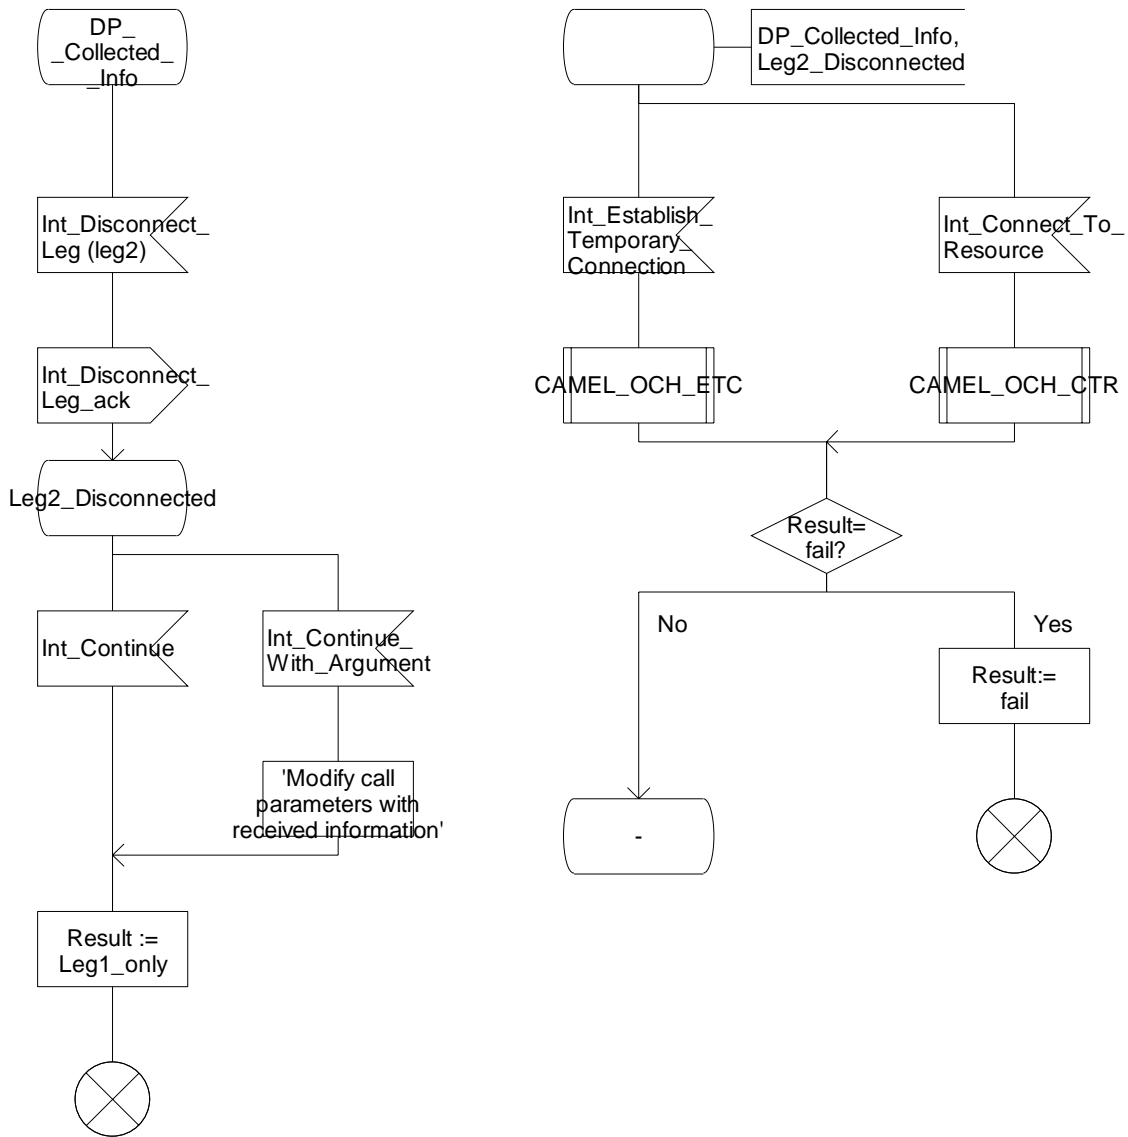 DP_
_Collected_
_Info
Int_Disconnect_
Leg (leg2)
Int_Disconnect_
Leg_ack
Leg2_Disconnected
Int_Continue
Int_Continue_
With_Argument
'Modify call
parameters with
received information'
Result :=
Leg1_only
DP_Collected_Info,
Leg2_Disconnected
Int_Establish_
Temporary_
Connection
Int_Connect_To_
Resource
CAMEL_OCH_ETC
CAMEL_OCH_CTR
Result=
fail?
No
Yes
Result:=
fail
-